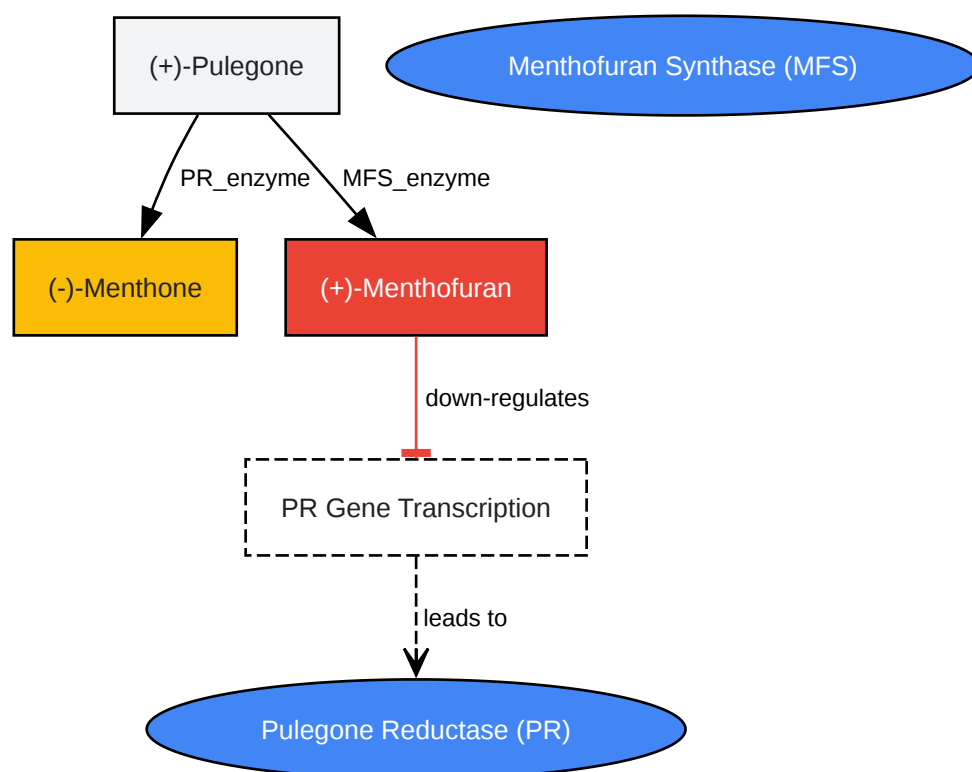 (+)-Pulegone
Menthofuran Synthase (MFS)
PR_enzyme
MFS_enzyme
(-)-Menthone
(+)-Menthofuran
down-regulates
PR Gene Transcription
leads to
Pulegone Reductase (PR)